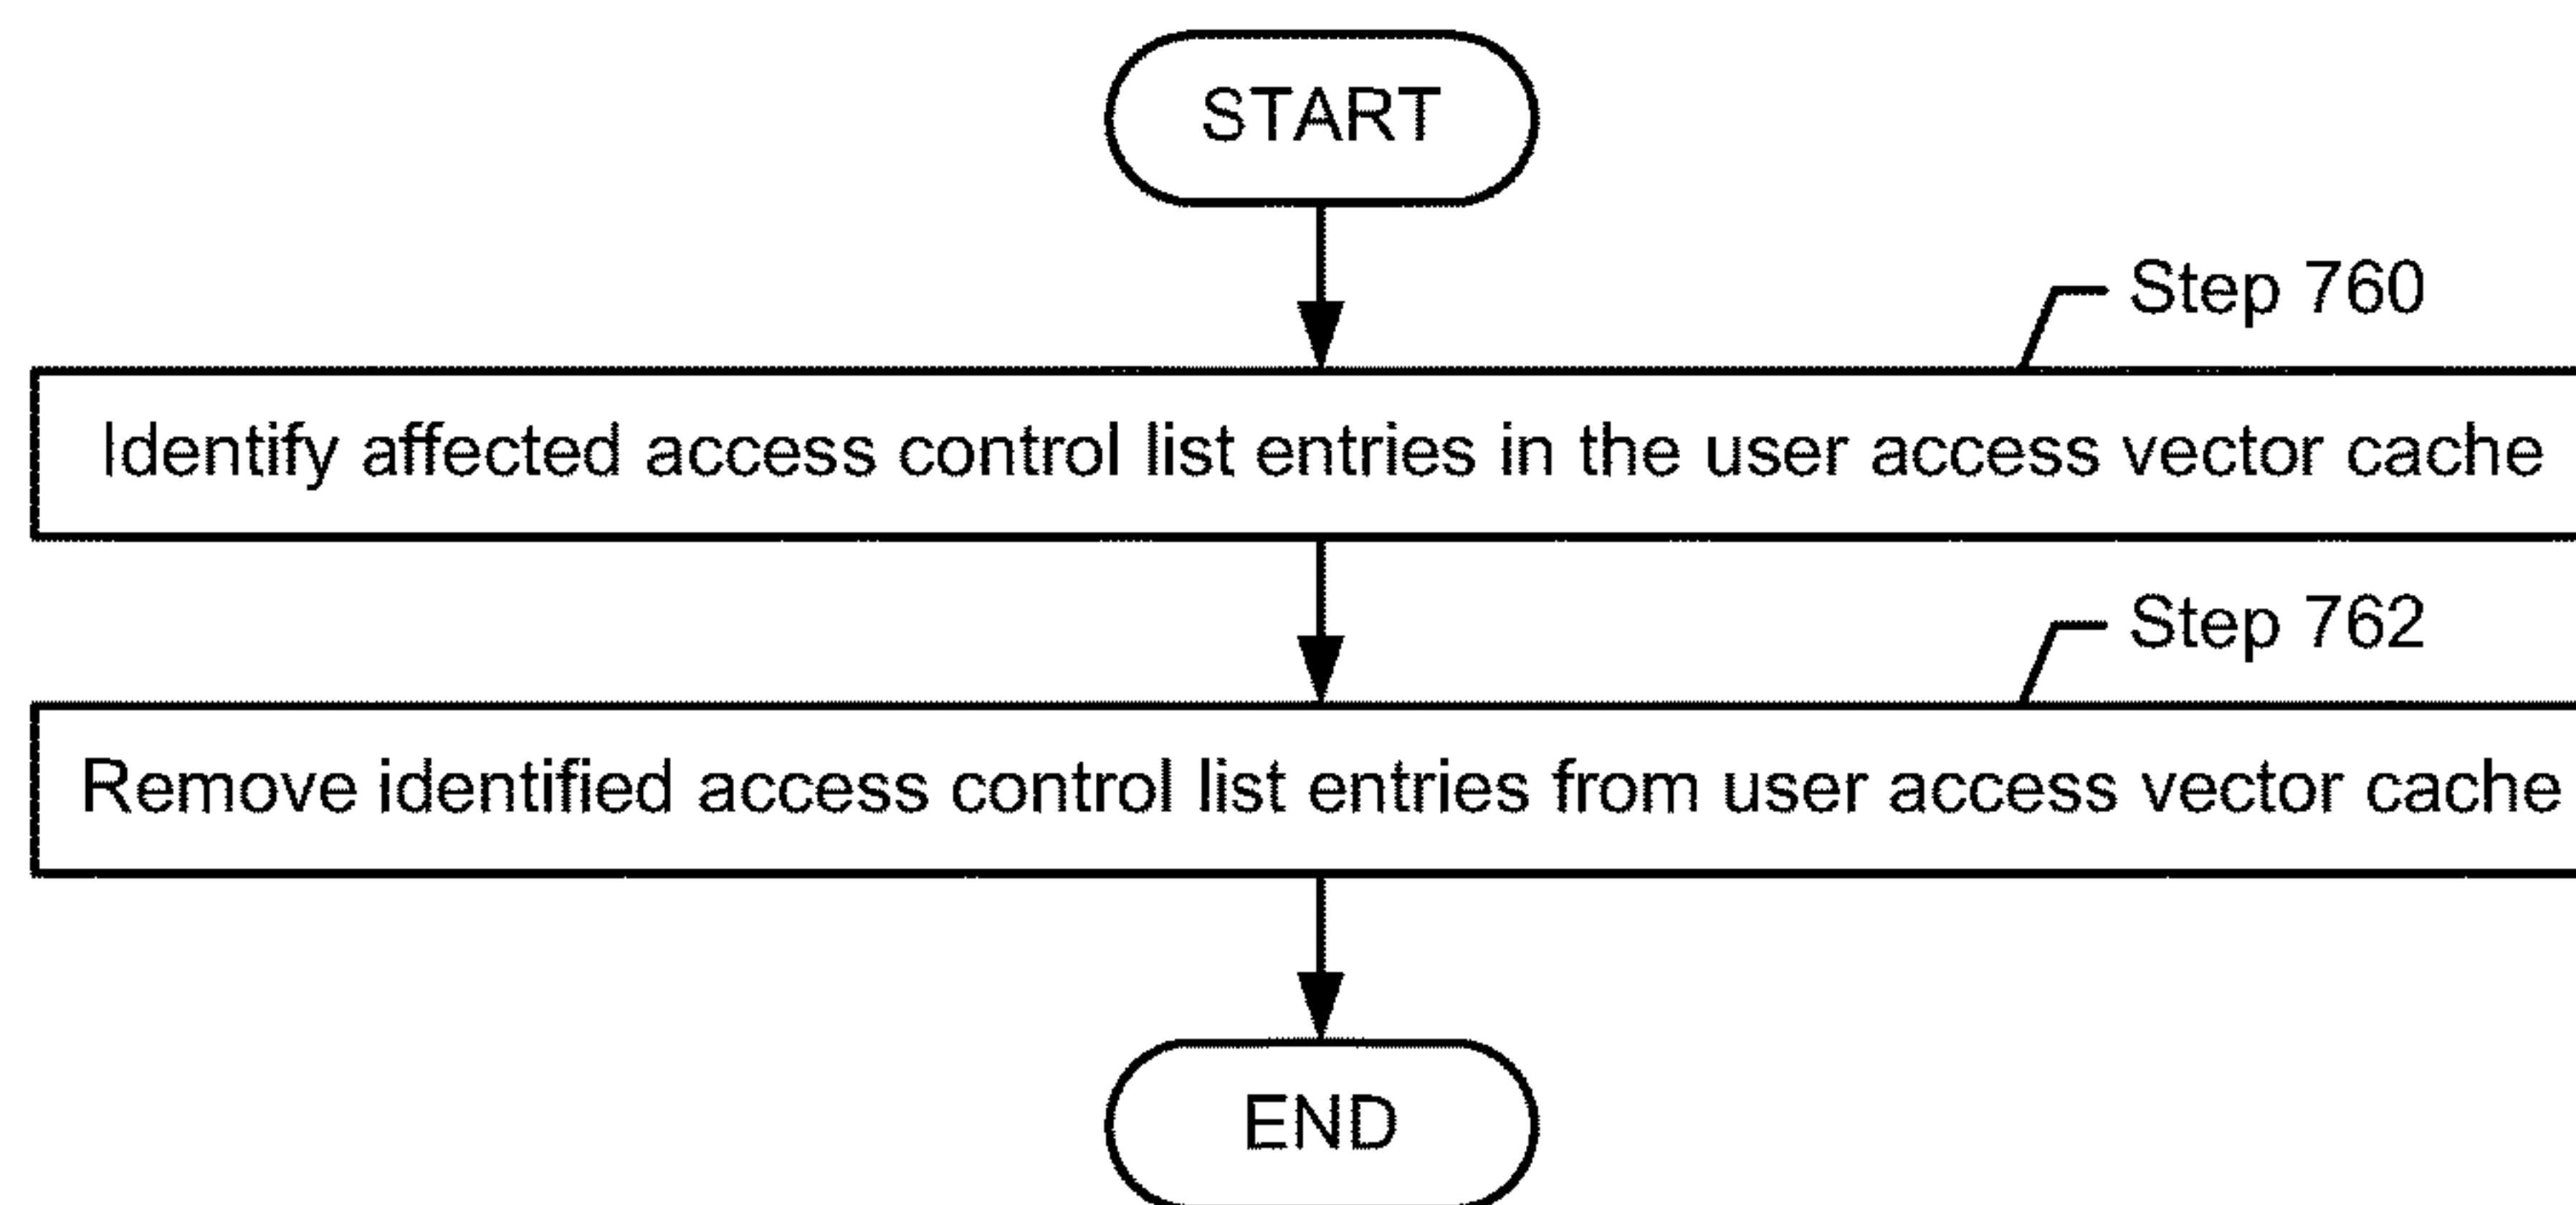 START
Step 760
Identify affected access control list entries in the user access vector cache
Step 762
Remove identified access control list entries from user access vector cache
END